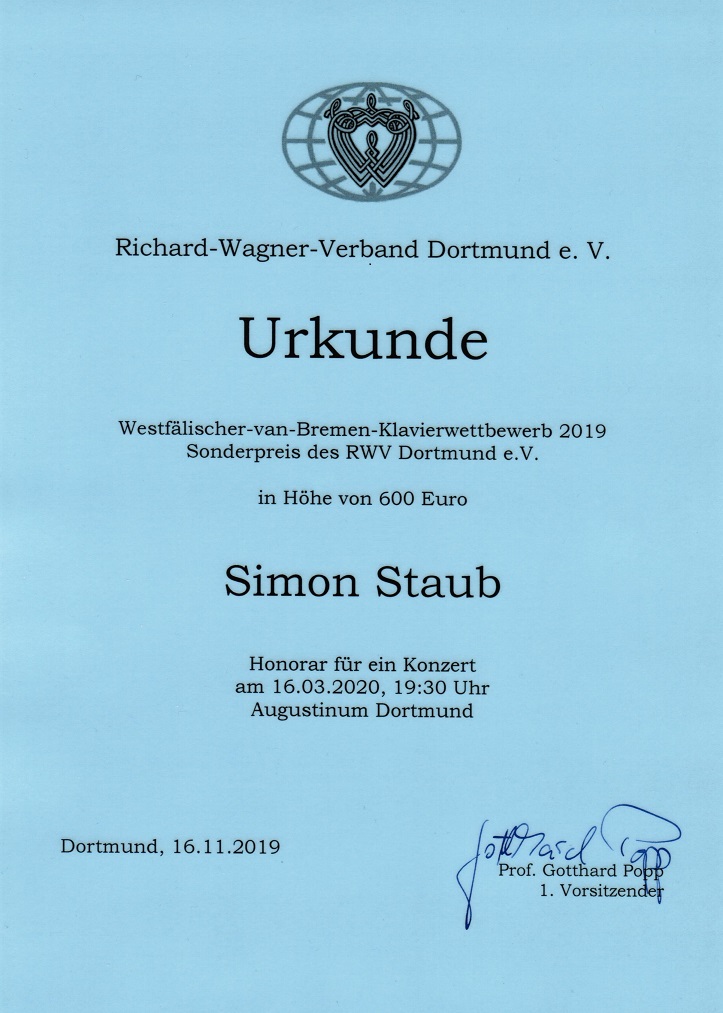 Richard-Wagner-Verband Dortmund e. V.
Urkunde
Westfälischer-van-Bremen-Klavierwettbewerb 2019
Sonderpreis des RWV Dortmund e.V.
in Höhe von 600 Euro
Simon Staub
Honorar für ein Konzert
am 16.03.2020, 19:30 Uhr
Augustinum Dortmund
Dortmund, 16.11.2019
Gotthard Popp
Prof. Gotthard Popp
1. Vorsitzender